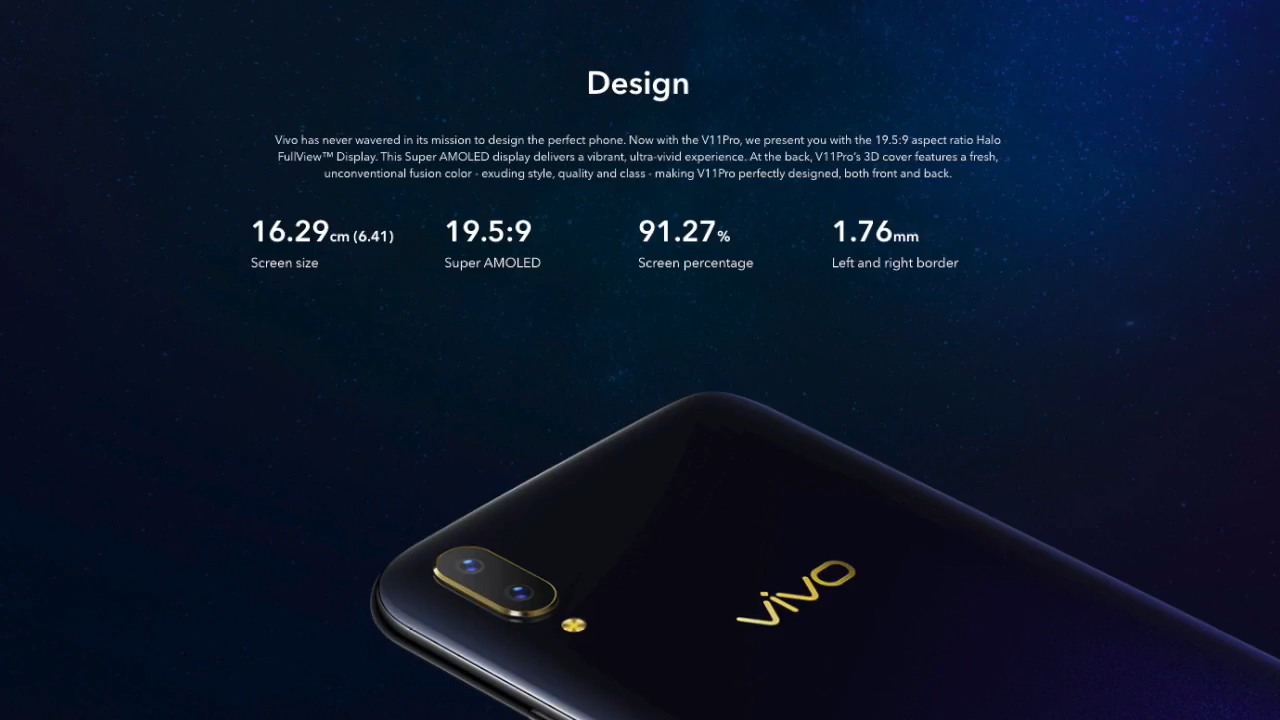 Design
Vivo has never wavered in its mission to design the perfect phone. Now with the V11Pro, we present you with the 19.5:9 aspect ratio Halo
FullView™ Display. This Super AMOLED display delivers a vibrant, ultra-vivid experience. At the back, V11Pro's 3D cover features a fresh,
unconventional fusion color - exuding style, quality and class - making V11Pro perfectly designed, both front and back.
16.29cm (6.41)
Screen size
19.5:9
Super AMOLED
91.27%
Screen percentage
1.76mm
Left and right border
vivo